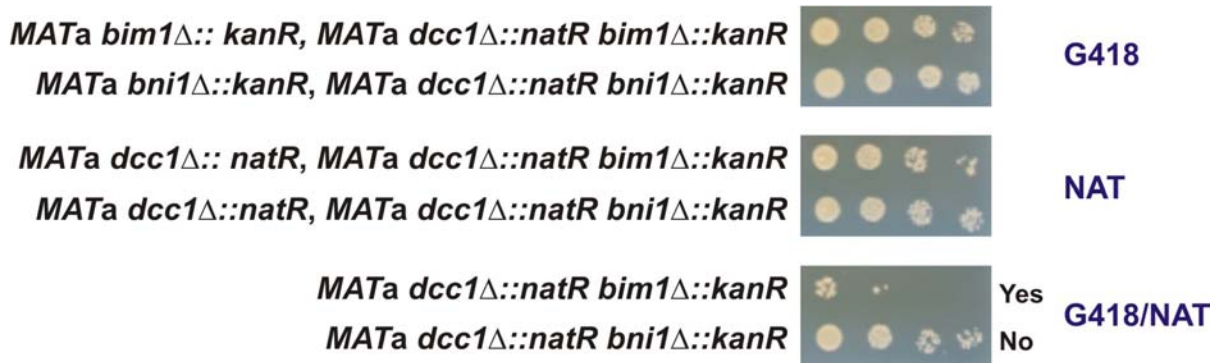 MATa bim1Δ:: kanR, MATa dcc1Δ::natR bim1Δ::kanR
G418
MATa bni1Δ::kanR, MATa dcc1Δ::natR bni1Δ::kanR
MATa dcc1Δ:: natR, MATa dcc1Δ::natR bim1Δ::kanR
NAT
MATa dcc1Δ::natR, MATa dcc1Δ::natR bni1Δ::kanR
MATa dcc1Δ::natR bim1Δ::kanR Yes
G418/NAT
MATa dcc1Δ::natR bni1Δ::kanR No